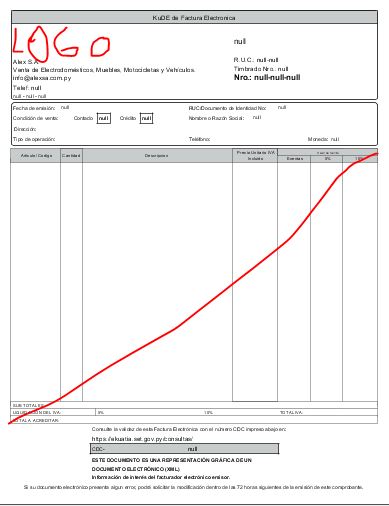 KuDE de Factura Electronica
LOGO
null
Alex S.A
Venta de Electrodomésticos, Muebles, Motocicletas y Vehículos.
info@alexsa.com.py
Telef: null
null - null - null
R.U.C.: null-null
Timbrado Nro.: null
Nro.: null-null-null
Fecha de emisión: null
RUC/Documento de Identidad No: null
Condición de venta: Contado null Crédito null
Nombre o Razón Social: null
Dirección:
Tipo de operación:
Teléfono:
Moneda: null
Articulo/ Código Cantidad Descripcion Precio Unitario IVA Incluido
Exentas 5% 10%
SUB TOTALES:
LIQUIDACION DEL IVA: 5% 10% TOTAL IVA:
TOTAL A ACREDITAR:
Consulte la validez de esta Factura Electrónica con el número CDC impreso abajo en:
https://ekuatia.set.gov.py/consultas/
CDC- null
ESTE DOCUMENTO ES UNA REPRESENTACIÓN GRÁFICA DE UN
DOCUMENTO ELECTRÓNICO (XML)
Información de interés del facturador electrónico emisor.
Si su documento electrónico presenta algun error, podrá solicitar la modificación dentro de las 72 horas siguientes de la emisión de este comprobante.